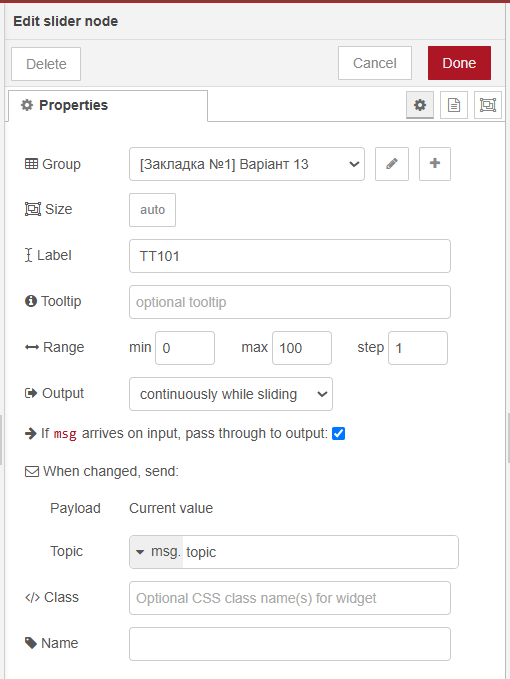 Edit slider node
Delete Cancel Done
Properties
Group [Закладка №1] Варіант 13
Size auto
Label TT101
Tooltip optional tooltip
Range min 0 max 100 step 1
Output continuously while sliding
If msg arrives on input, pass through to output:
When changed, send:
Payload Current value
Topic msg. topic
</> Class Optional CSS class name(s) for widget
Name